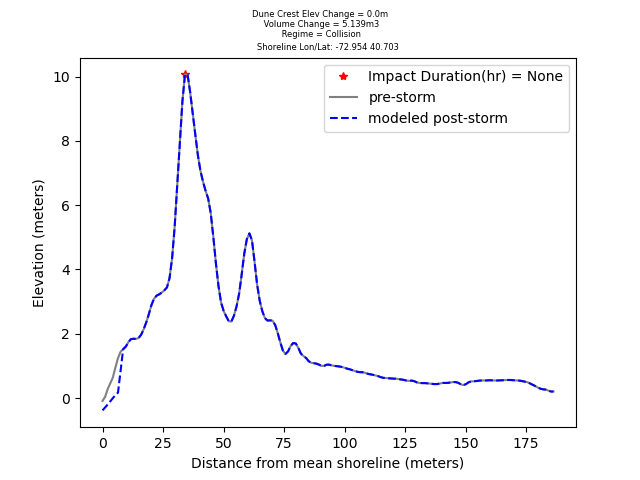 Dune Crest Elev Change = 0.0m
Volume Change = 5.139m3
Regime = Collision
Shoreline Lon/Lat: -72.954 40.703
Impact Duration(hr) = None
pre-storm
modeled post-storm
Elevation (meters)
10
8
6
4
2
0
0 25 50 75 100 125 150 175
Distance from mean shoreline (meters)